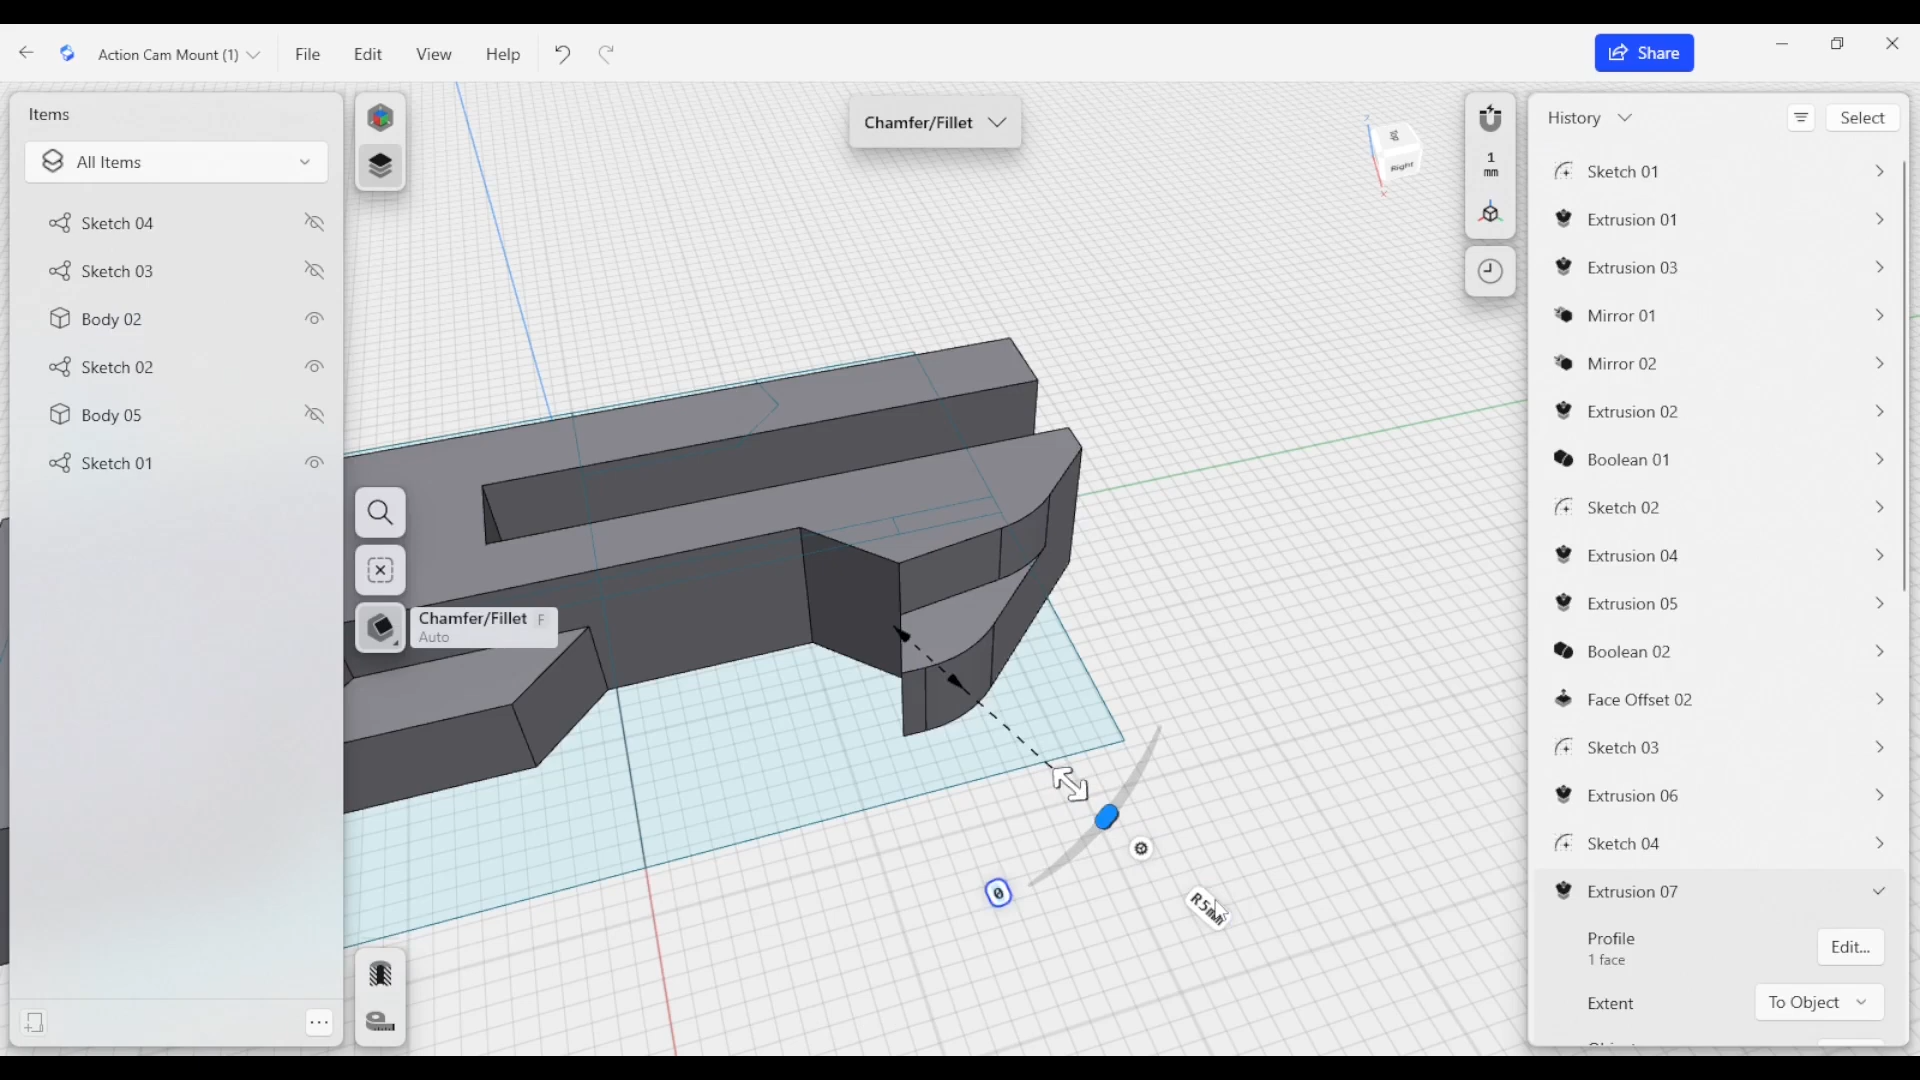 Action Cam Mount (1)
File
Edit
View
Help
Share
Items
All Items
Sketch 04
Sketch 03
Body 02
Sketch 02
Body 05
Sketch 01
Chamfer/Fillet
Right
1
mm
Chamfer/Fillet F
Auto
0
R5mm
History
Select
Sketch 01
Extrusion 01
Extrusion 03
Mirror 01
Mirror 02
Extrusion 02
Boolean 01
Sketch 02
Extrusion 04
Extrusion 05
Boolean 02
Face Offset 02
Sketch 03
Extrusion 06
Sketch 04
Extrusion 07
Profile
1 face
Edit...
Extent
To Object